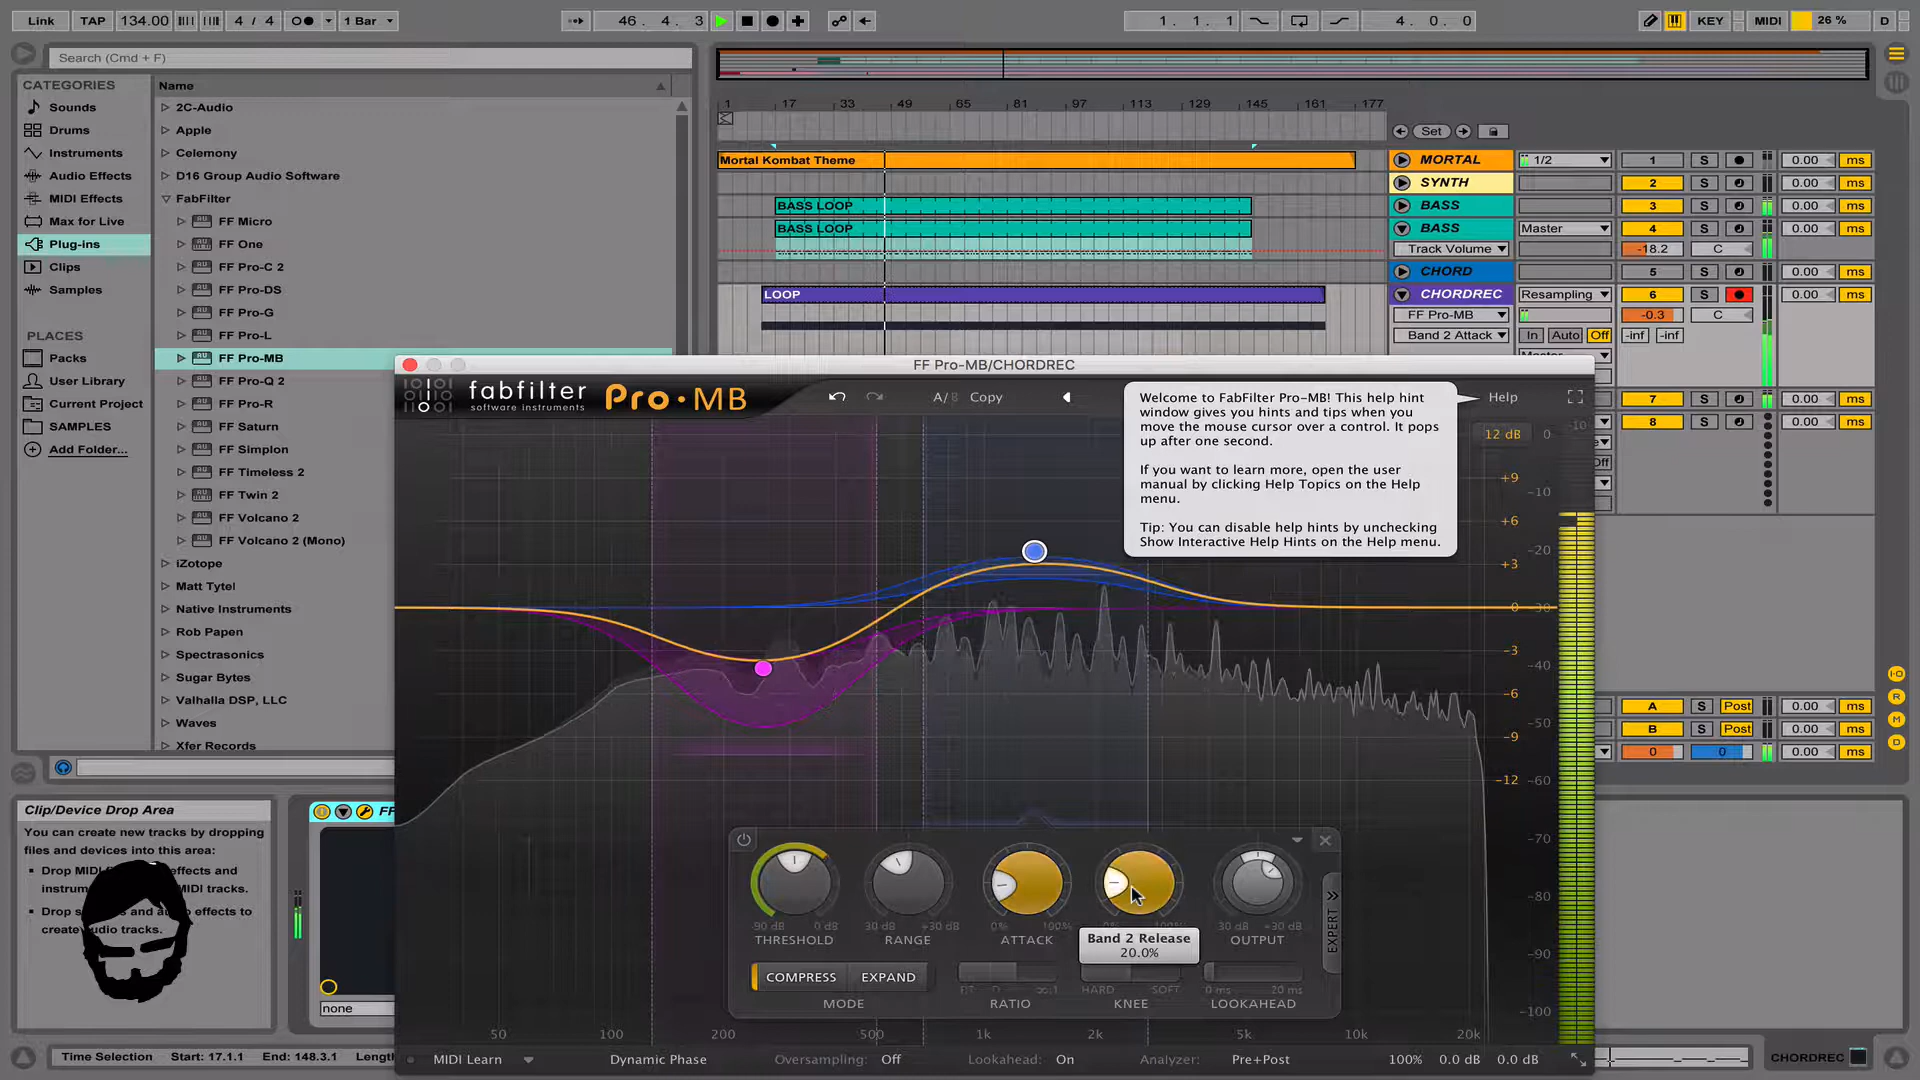 Link TAP 134.00 4 / 4 1 Bar 46. 4. 3 1. 1. 1 4. 0. 0 KEY MIDI 26 % D
Search (Cmd + F)
CATEGORIES
Sounds
Drums
Instruments
Audio Effects
MIDI Effects
Max for Live
Plug-ins
Clips
Samples
PLACES
Packs
User Library
Current Project
SAMPLES
Add Folder...
Name
2C-Audio
Apple
Celemony
D16 Group Audio Software
FabFilter
FF Micro
FF One
FF Pro-C 2
FF Pro-DS
FF Pro-G
FF Pro-L
FF Pro-MB
FF Pro-Q 2
FF Pro-R
FF Saturn
FF Simplon
FF Timeless 2
FF Twin 2
FF Volcano 2
FF Volcano 2 (Mono)
iZotope
Matt Tytel
Native Instruments
Rob Papen
Spectrasonics
Sugar Bytes
Valhalla DSP, LLC
Waves
Xfer Records
1 17 33 49 65 81 97 113 129 145 161 177
Set
Mortal Kombat Theme
BASS LOOP
BASS LOOP
LOOP
MORTAL 1/2 1 S 0.00 ms
SYNTH 2 S 0.00 ms
BASS 3 S 0.00 ms
BASS Master 4 S 0.00 ms
Track Volume -18.2 C
CHORD 5 S 0.00 ms
CHORDREC Resampling 6 S 0.00 ms
FF Pro-MB -0.3 C
Band 2 Attack In Auto Off -inf -inf
7 S 0.00 ms
8 S 0.00 ms
A S Post 0.00 ms
B S Post 0.00 ms
0 0 0.00 ms
I·O
R
M
D
FF Pro-MB/CHORDREC
fabfilter
software instruments
Pro·MB
A/B Copy Help
Welcome to FabFilter Pro-MB! This help hint
window gives you hints and tips when you
move the mouse cursor over a control. It pops
up after one second.
If you want to learn more, open the user
manual by clicking Help Topics on the Help
menu.
Tip: You can disable help hints by unchecking
Show Interactive Help Hints on the Help menu.
12 dB 0 -10
+9 -10
+6
-20
+3
0 -30
-3
-40
-6
-50
-9
-12 -60
-70
-80
-90
-100
-90 dB 0 dB
THRESHOLD
30 dB +30 dB
RANGE
0% 100%
ATTACK
Band 2 Release
20.0%
30 dB +30 dB
OUTPUT
EXPERT
COMPRESS EXPAND
MODE
RATIO
HARD SOFT
KNEE
0 ms 20 ms
LOOKAHEAD
50 100 200 500 1k 2k 5k 10k 20k
MIDI Learn Dynamic Phase Oversampling: Off Lookahead: On Analyzer: Pre+Post 100% 0.0 dB 0.0 dB
Clip/Device Drop Area
You can create new tracks by dropping
files and devices into this area:
FF
none
Time Selection Start: 17.1.1 End: 148.3.1
CHORDREC